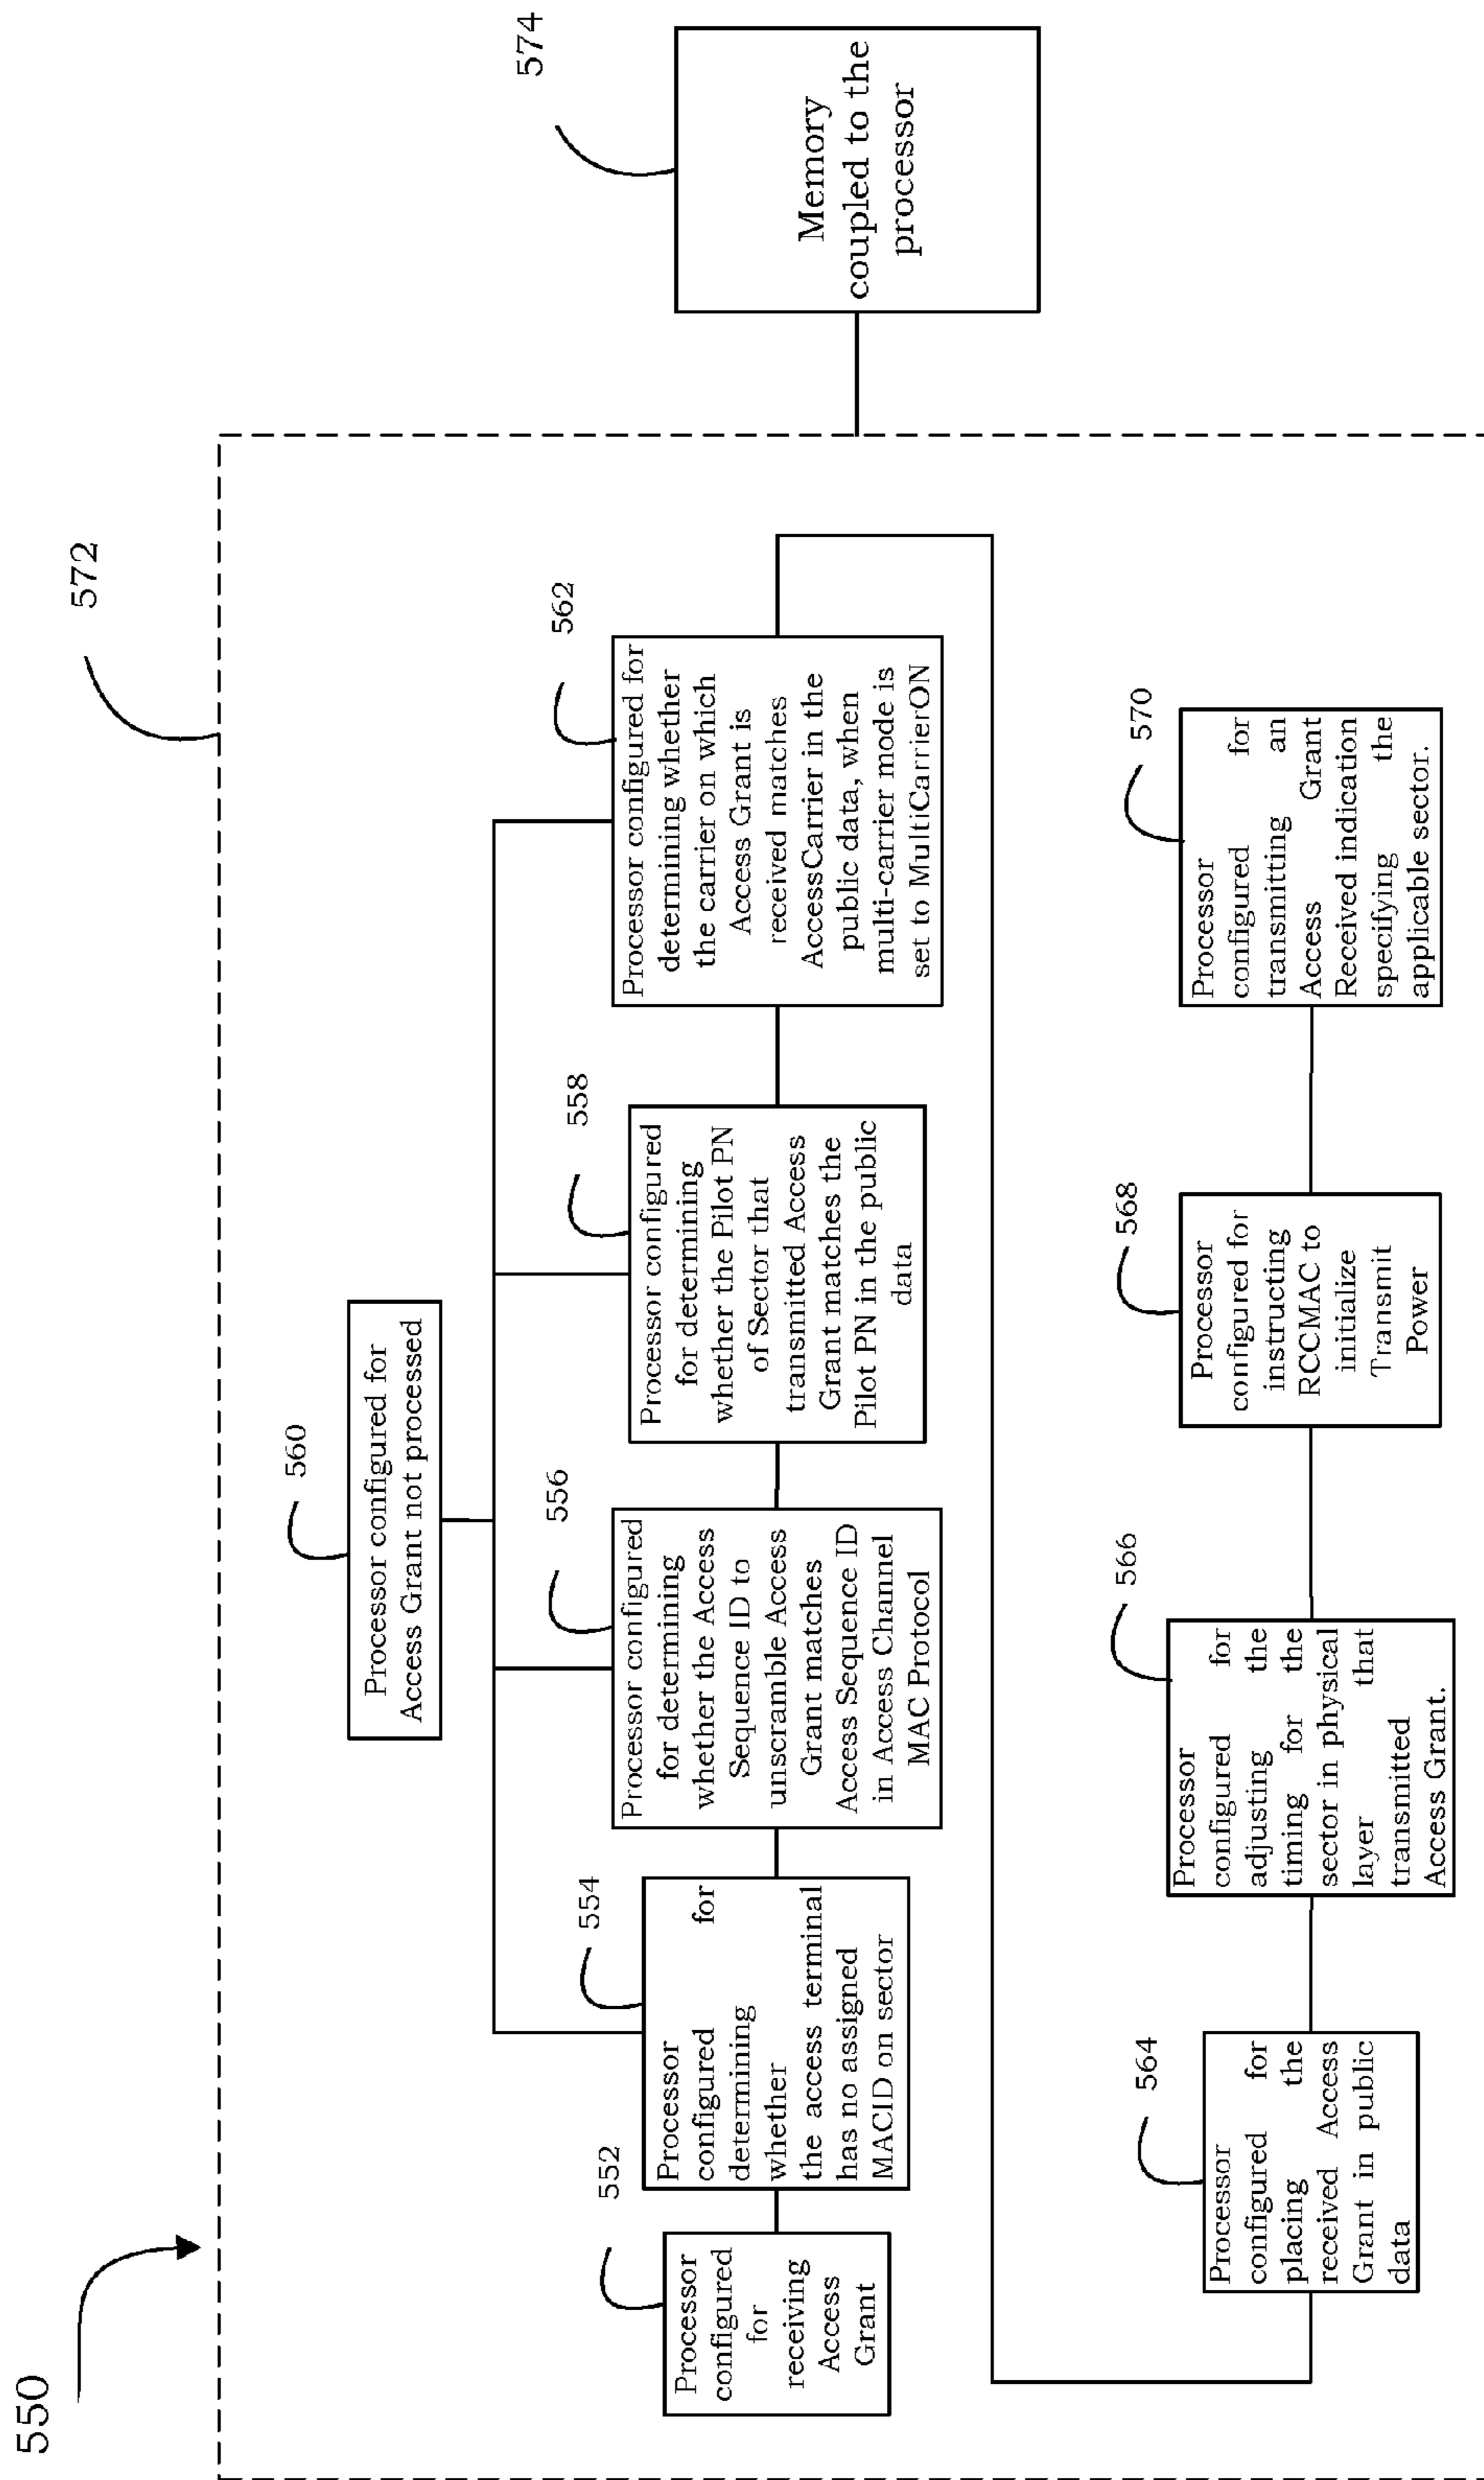 550
572
574
Memory
coupled to the
processor
560
Processor configured for
Access Grant not processed
552
Processor
configured
for
receiving
Access
Grant
554
Processor
configured for
determining
whether
the access terminal
has no assigned
MACID on sector
556
Processor configured
for determining
whether the Access
Sequence ID to
unscramble Access
Grant matches
Access Sequence ID
in Access Channel
MAC Protocol
558
Processor configured
for determining
whether the Pilot PN
of Sector that
transmitted Access
Grant matches the
Pilot PN in the public
data
562
Processor configured for
determining whether
the carrier on which
Access Grant is
received matches
AccessCarrier in the
public data, when
multi-carrier mode is
set to MultiCarrierON
564
Processor
configured for
placing the
received Access
Grant in public
data
566
Processor
configured for
adjusting the
timing for the
sector in physical
layer that
transmitted
Access Grant.
568
Processor
configured for
instructing
RCCMAC to
initialize
Transmit
Power
570
Processor
configured for
transmitting an
Access Grant
Received indication
specifying the
applicable sector.